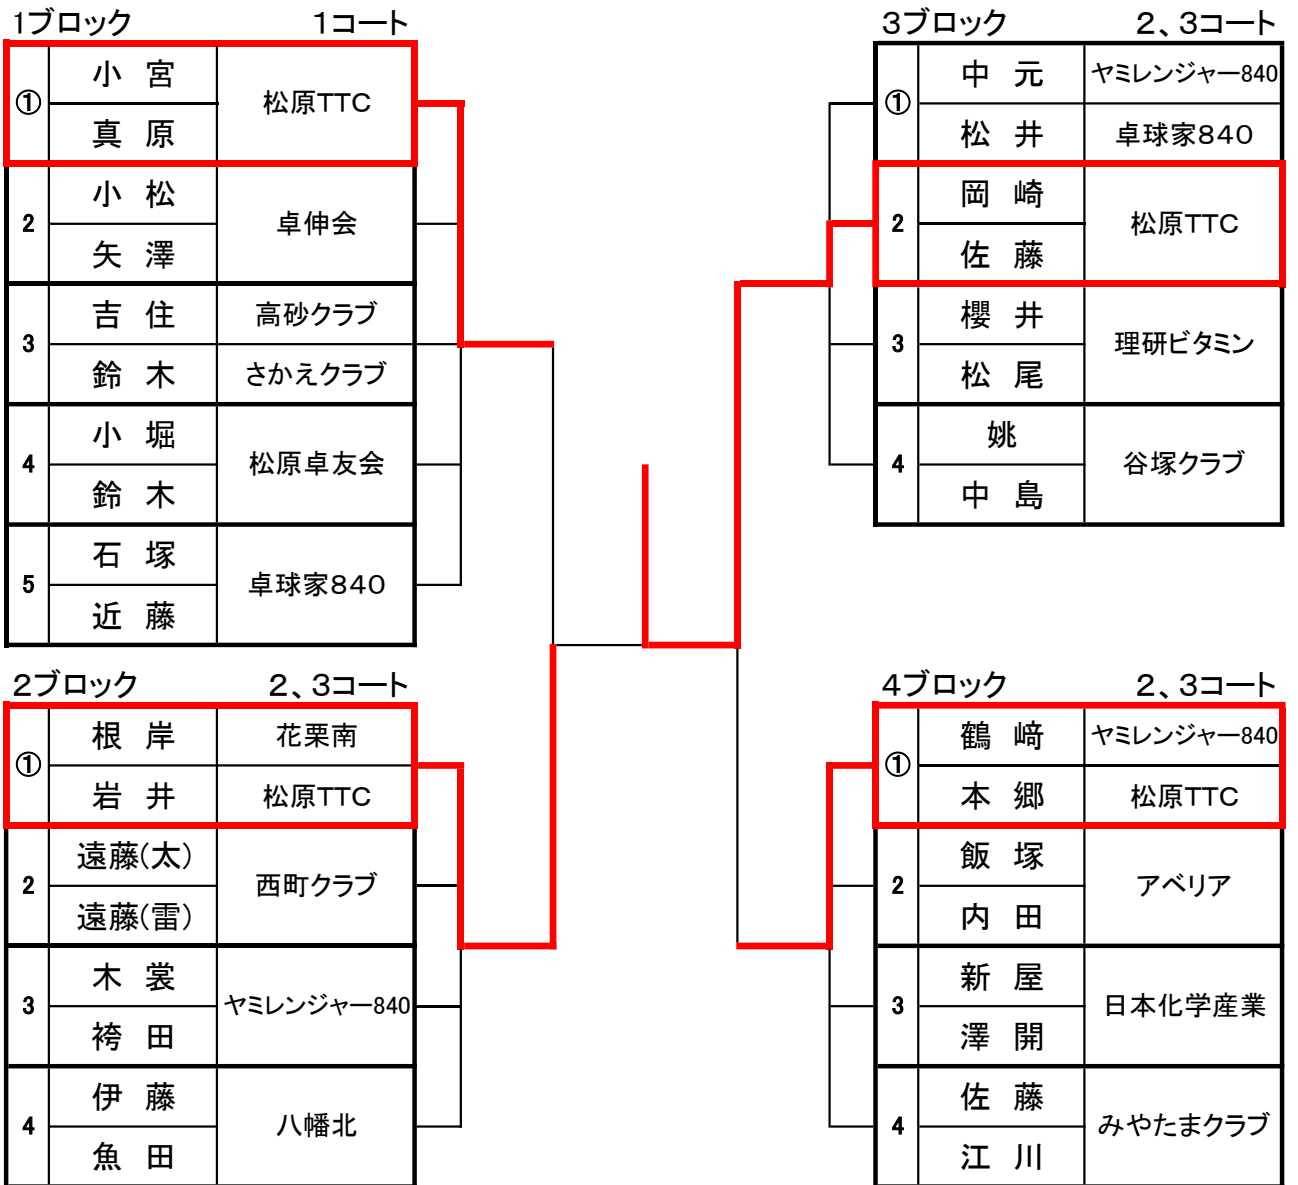 1ブロック 1コート
① 小 宮 松原TTC
真 原
2 小 松 卓伸会
矢 澤
3 吉 住 高砂クラブ
鈴 木 さかえクラブ
4 小 堀 松原卓友会
鈴 木
5 石 塚 卓球家840
近 藤
2ブロック 2、3コート
① 根 岸 花栗南
岩 井 松原TTC
2 遠藤(太) 西町クラブ
遠藤(雷)
3 木 裳 ヤミレンジャー840
袴 田
4 伊 藤 八幡北
魚 田
3ブロック 2、3コート
① 中 元 ヤミレンジャー840
松 井 卓球家840
2 岡 崎 松原TTC
佐 藤
3 櫻 井 理研ビタミン
松 尾
4 姚 谷塚クラブ
中 島
4ブロック 2、3コート
① 鶴 﨑 ヤミレンジャー840
本 郷 松原TTC
2 飯 塚 アベリア
内 田
3 新 屋 日本化学産業
澤 開
4 佐 藤 みやたまクラブ
江 川